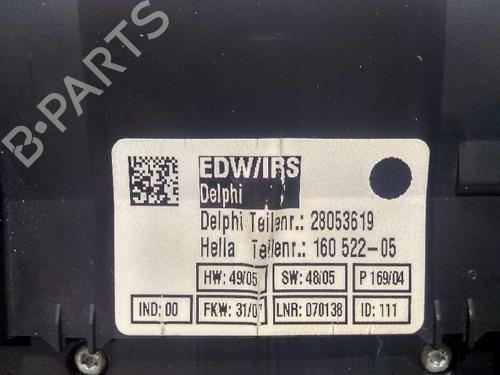 EDW/IRS
Delphi
Delphi Teilenr.: 28053619
Hella Teilenr.: 160 522-05
HW: 49/05 SW: 48/05 P 169/04
IND: 00 FKW: 31/07 LNR: 070138 ID: 111
B-PARTS